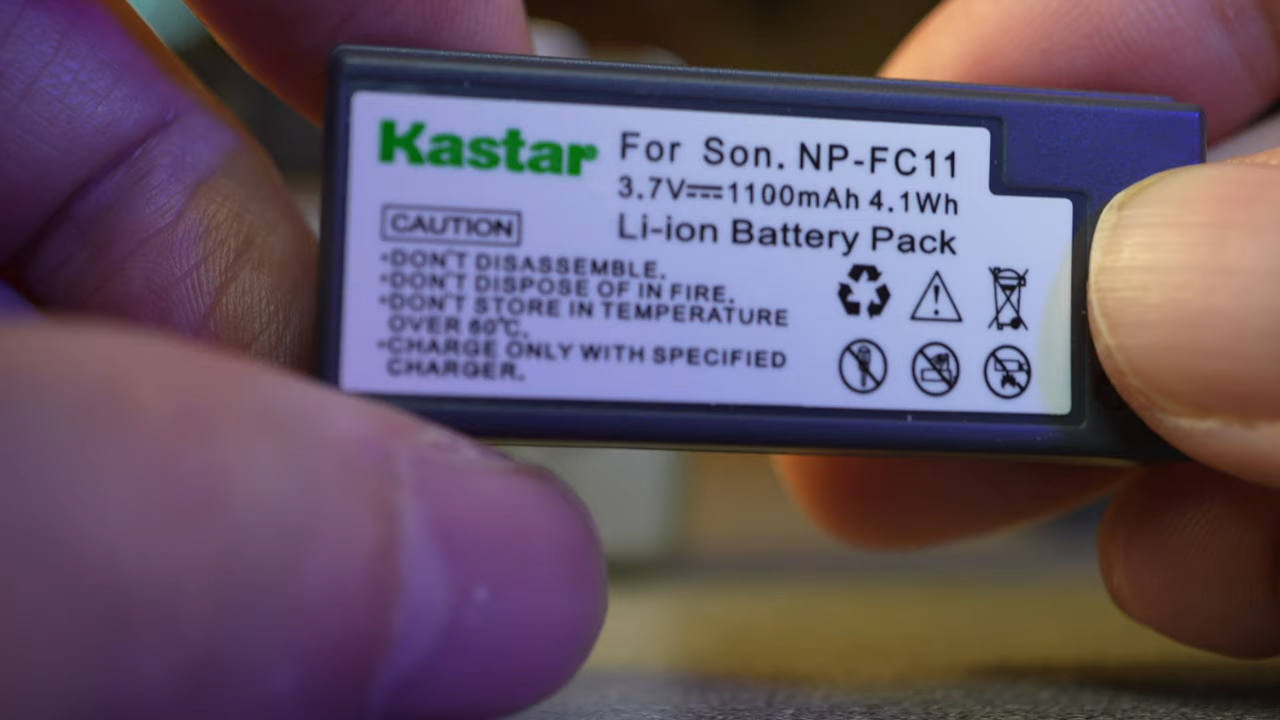 Kastar
For Son. NP-FC11
3.7V⎓1100mAh 4.1Wh
Li-ion Battery Pack
CAUTION
•DON'T DISASSEMBLE.
•DON'T DISPOSE OF IN FIRE.
•DON'T STORE IN TEMPERATURE
OVER 60℃.
•CHARGE ONLY WITH SPECIFIED
CHARGER.